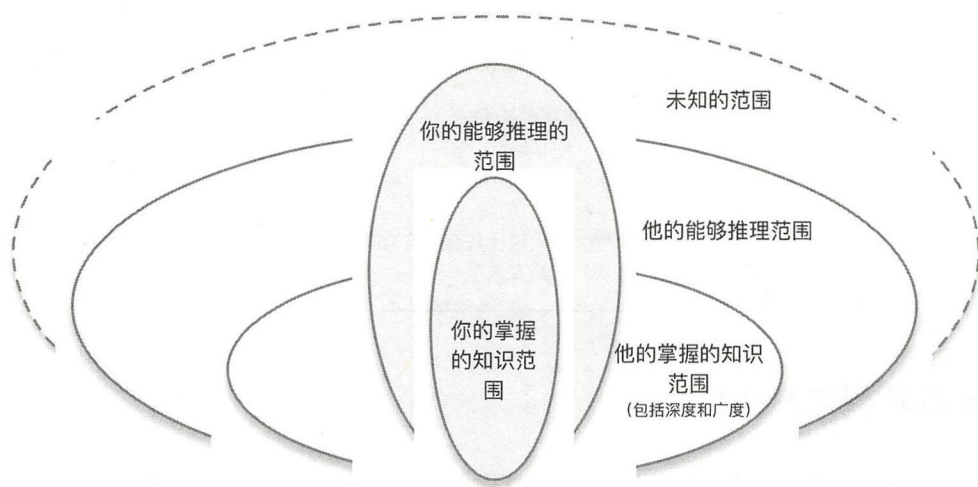 未知的范围
你的能够推理的
范围
他的能够推理范围
你的掌握
的知识范
围
他的掌握的知识
范围
(包括深度和广度)